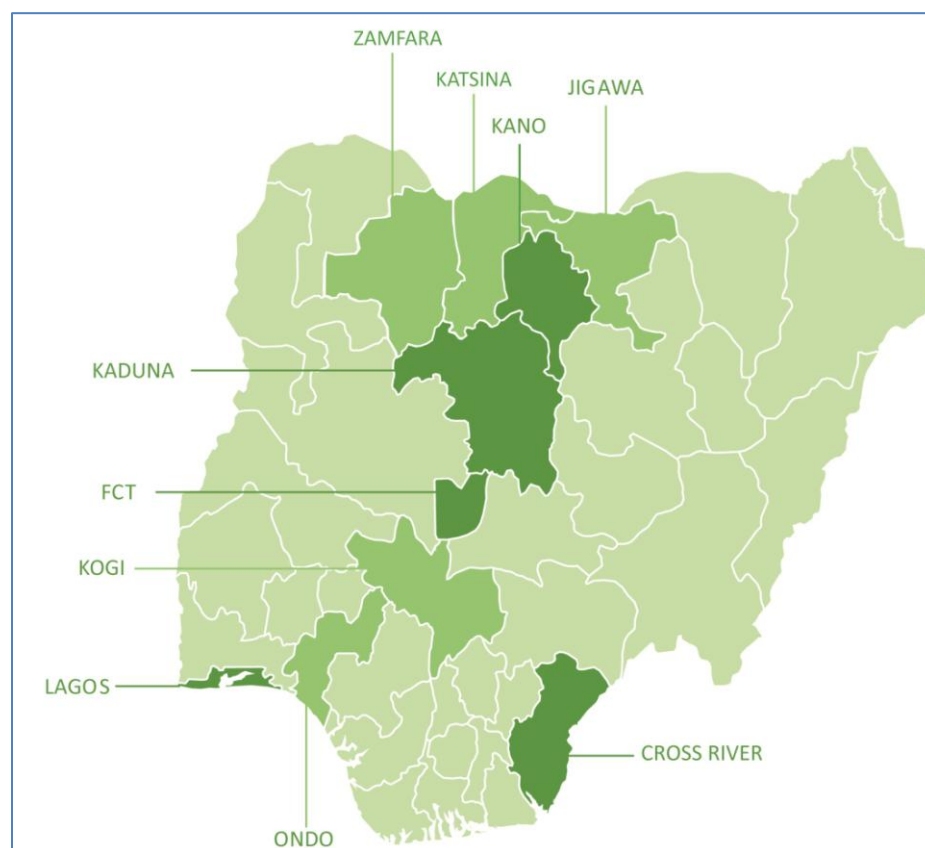 ZAMFARA
KATSINA
JIGAWA
KANO
KADUNA
FCT
KOGI
LAGOS
CROSS RIVER
ONDO